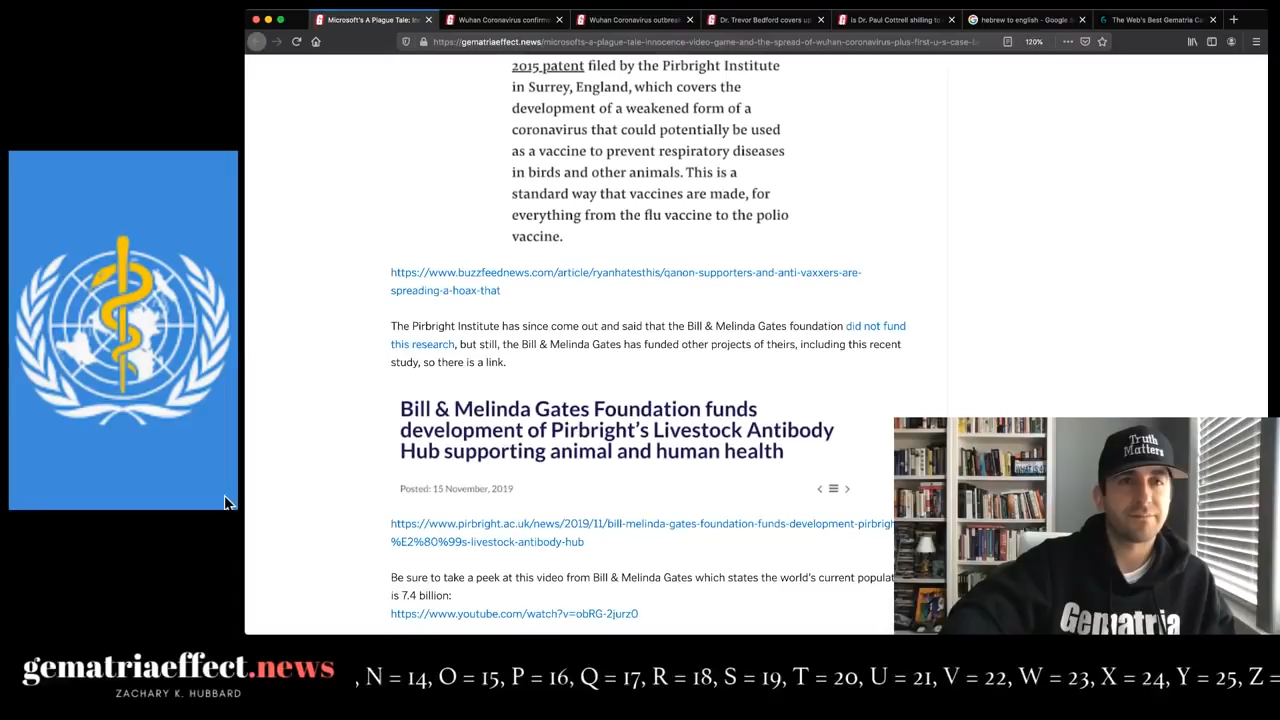 Microsoft's A Plague Tale: In
Wuhan Coronavirus confirm
Wuhan Coronavirus outbreak
Dr. Trevor Bedford covers up
Is Dr. Paul Cottrell shilling to
hebrew to english - Google
The Web's Best Gematria Ca
https://gematriaeffect.news/microsofts-a-plague-tale-innocence-video-game-and-the-spread-of-wuhan-coronavirus-plus-first-u-s-case-l
120%
2015 patent filed by the Pirbright Institute
in Surrey, England, which covers the
development of a weakened form of a
coronavirus that could potentially be used
as a vaccine to prevent respiratory diseases
in birds and other animals. This is a
standard way that vaccines are made, for
everything from the flu vaccine to the polio
vaccine.
https://www.buzzfeednews.com/article/ryanhatesthis/qanon-supporters-and-anti-vaxxers-are-
spreading-a-hoax-that
The Pirbright Institute has since come out and said that the Bill & Melinda Gates foundation did not fund
this research, but still, the Bill & Melinda Gates has funded other projects of theirs, including this recent
study, so there is a link.
Bill & Melinda Gates Foundation funds
development of Pirbright's Livestock Antibody
Hub supporting animal and human health
Posted: 15 November, 2019
https://www.pirbright.ac.uk/news/2019/11/bill-melinda-gates-foundation-funds-development-pirbrigh
%E2%80%99s-livestock-antibody-hub
Be sure to take a peek at this video from Bill & Melinda Gates which states the world's current populat
is 7.4 billion:
https://www.youtube.com/watch?v=obRG-2jurz0
Truth
Matters
WHAT IS
Gematria
gematriaeffect.news
ZACHARY K. HUBBARD
, N = 14, O = 15, P = 16, Q = 17, R = 18, S = 19, T = 20, U = 21, V = 22, W = 23, X = 24, Y = 25, Z =